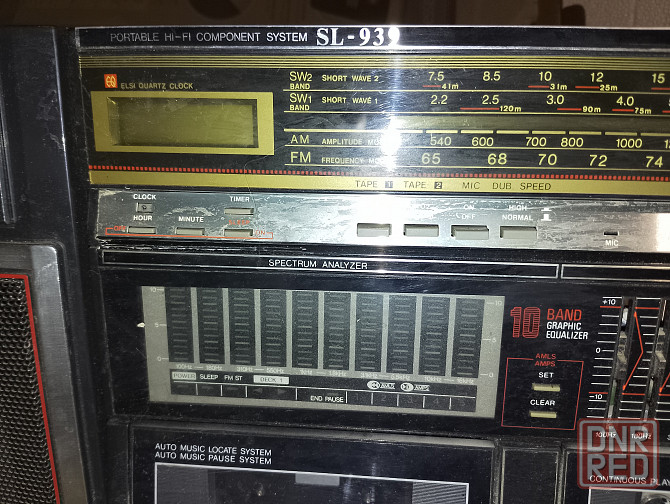 PORTABLE HI-FI COMPONENT SYSTEM SL-939
ELSI QUARTZ CLOCK
SW2 BAND SHORT WAVE 2 7.5 8.5 10 12 15
41m 31m 25m
SW1 BAND SHORT WAVE 1 2.2 2.5 3.0 4.0
120m 90m 75m
AM AMPLITUDE 540 600 700 800 1000
FM FREQUENCY 65 68 70 72 74
TAPE 1 TAPE 2 MIC DUB SPEED
CLOCK TIMER
HOUR MINUTE
ON OFF
HIGH NORMAL
MIC
SPECTRUM ANALYZER
10 BAND GRAPHIC EQUALIZER
+10
0
-10
AMLS
AMPS
SET
CLEAR
100Hz
POWER SLEEP FM ST DECK 1
END PAUSE
AUTO MUSIC LOCATE SYSTEM
AUTO MUSIC PAUSE SYSTEM
CONTINUOUS
DNR
RED